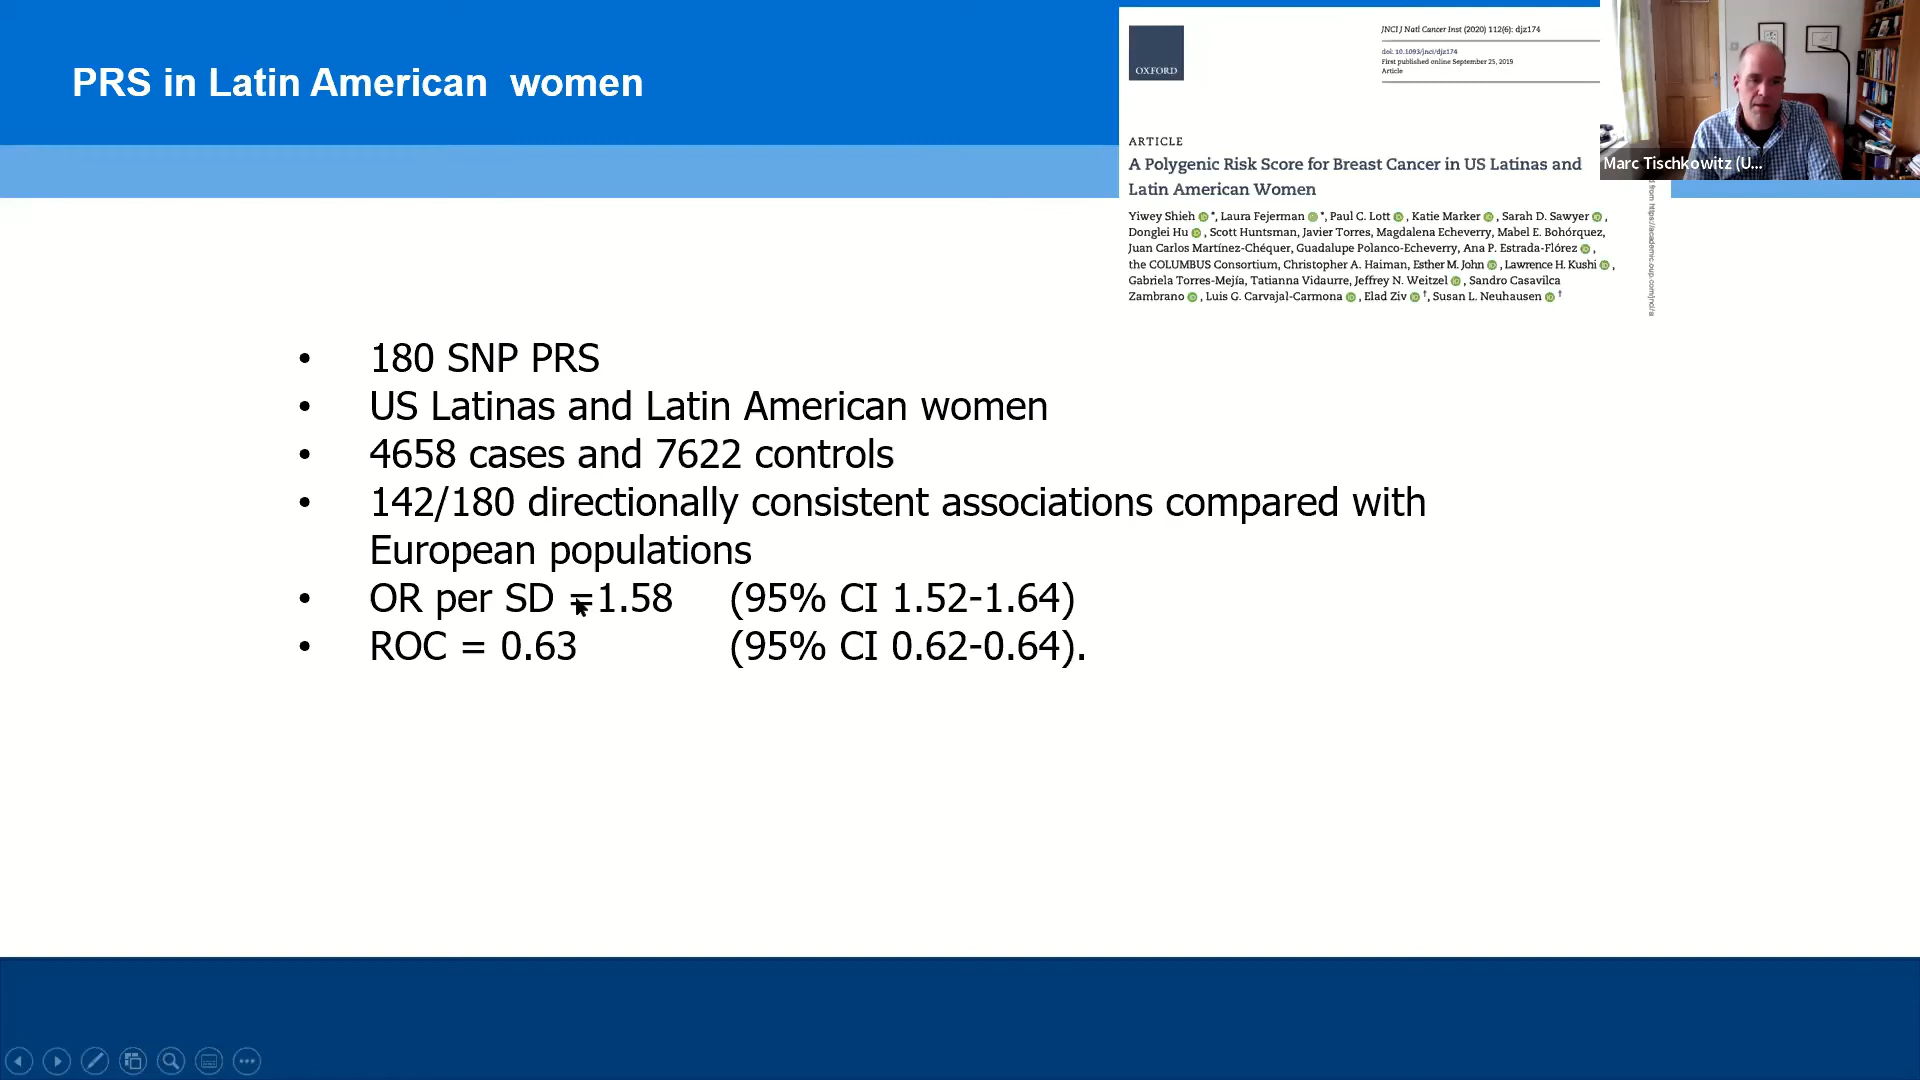 PRS in Latin American  women
OXFORD
JNCI J Natl Cancer Inst (2020) 112(6): djz174
doi: 10.1093/jnci/djz174
First published online September 25, 2019
Article
ARTICLE
A Polygenic Risk Score for Breast Cancer in US Latinas and
Latin American Women
Yiwey Shieh *, Laura Fejerman *, Paul C. Lott , Katie Marker , Sarah D. Sawyer ,
Donglei Hu , Scott Huntsman, Javier Torres, Magdalena Echeverry, Mabel E. Bohórquez,
Juan Carlos Martínez-Chéquer, Guadalupe Polanco-Echeverry, Ana P. Estrada-Flórez ,
the COLUMBUS Consortium, Christopher A. Haiman, Esther M. John , Lawrence H. Kushi ,
Gabriela Torres-Mejía, Tatianna Vidaurre, Jeffrey N. Weitzel , Sandro Casavilca
Zambrano , Luis G. Carvajal-Carmona , Elad Ziv †, Susan L. Neuhausen †
from https://academic.oup.com/jnci/a
Marc Tischkowitz (U...
• 180 SNP PRS
• US Latinas and Latin American women
• 4658 cases and 7622 controls
• 142/180 directionally consistent associations compared with
European populations
• OR per SD =1.58 (95% CI 1.52-1.64)
• ROC = 0.63 (95% CI 0.62-0.64).